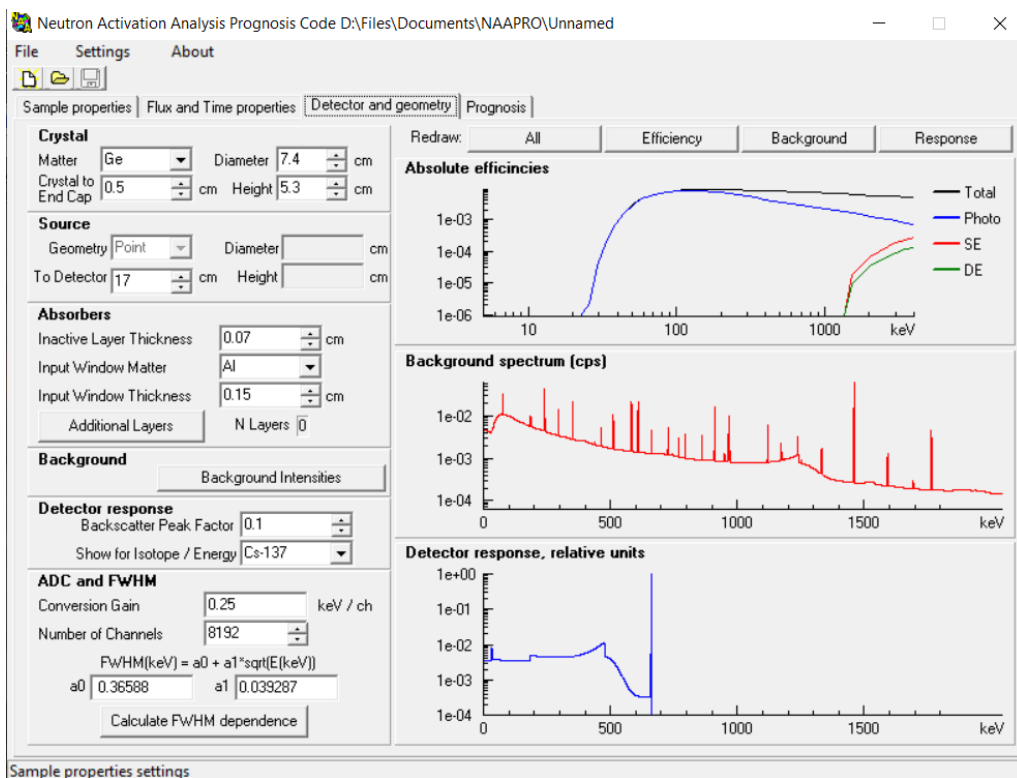 Neutron Activation Analysis Prognosis Code D:\Files\Documents\NAAPRO\Unnamed
File Settings About
Sample properties Flux and Time properties Detector and geometry Prognosis
Crystal
Matter Ge Diameter 7.4 cm
Crystal to End Cap 0.5 cm Height 5.3 cm
Source
Geometry Point Diameter cm
To Detector 17 cm Height cm
Absorbers
Inactive Layer Thickness 0.07 cm
Input Window Matter Al
Input Window Thickness 0.15 cm
Additional Layers N Layers 0
Background
Background Intensities
Detector response
Backscatter Peak Factor 0.1
Show for Isotope / Energy Cs-137
ADC and FWHM
Conversion Gain 0.25 keV / ch
Number of Channels 8192
FWHM(keV) = a0 + a1*sqrt(E(keV))
a0 0.36588 a1 0.039287
Calculate FWHM dependence
Redraw: All Efficiency Background Response
Absolute efficincies
1e-03
1e-04
1e-05
1e-06
10 100 1000 keV
Total
Photo
SE
DE
Background spectrum (cps)
1e-02
1e-03
1e-04
0 500 1000 1500 keV
Detector response, relative units
1e+00
1e-01
1e-02
1e-03
1e-04
0 500 1000 1500 keV
Sample properties settings